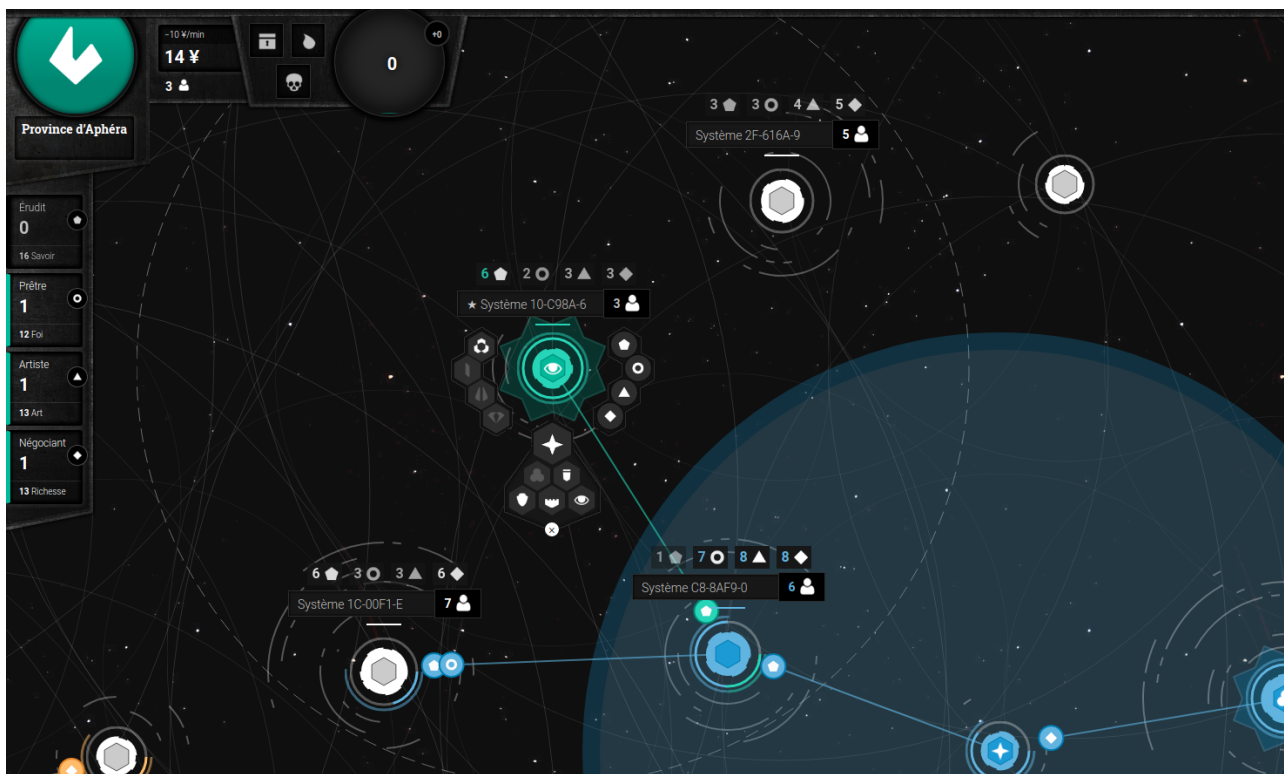 −10 ¥/min
14 ¥
3
0
+0
Province d'Aphéra
3 3 4 5
Système 2F-616A-9 5
Érudit
0
16 Savoir
Prêtre
1
12 Foi
Artiste
1
13 Art
Négociant
1
13 Richesse
6 2 3 3
★ Système 10-C98A-6 3
1 7 8 8
Système C8-8AF9-0 6
6 3 3 6
Système 1C-00F1-E 7